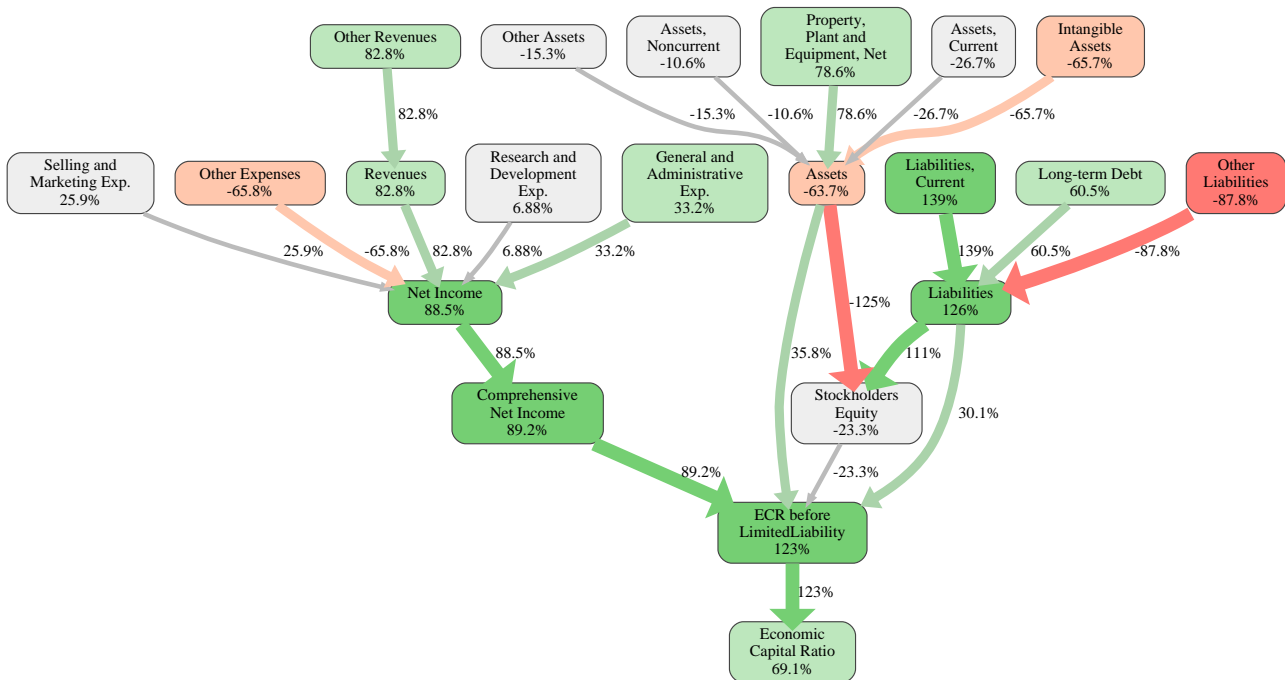 Other Revenues
82.8%
Other Assets
-15.3%
Assets,
Noncurrent
-10.6%
Property,
Plant and
Equipment, Net
78.6%
Assets,
Current
-26.7%
Intangible
Assets
-65.7%
82.8%
-15.3%
-10.6%
78.6%
-26.7%
-65.7%
Selling and
Marketing Exp.
25.9%
Other Expenses
-65.8%
Revenues
82.8%
Research and
Development
Exp.
6.88%
General and
Administrative
Exp.
33.2%
Assets
-63.7%
Liabilities,
Current
139%
Long-term Debt
60.5%
Other
Liabilities
-87.8%
25.9%
-65.8%
82.8%
6.88%
33.2%
139%
60.5%
-87.8%
Net Income
88.5%
Liabilities
126%
-125%
88.5%
35.8%
111%
Comprehensive
Net Income
89.2%
Stockholders
Equity
-23.3%
30.1%
89.2%
-23.3%
ECR before
LimitedLiability
123%
123%
Economic
Capital Ratio
69.1%